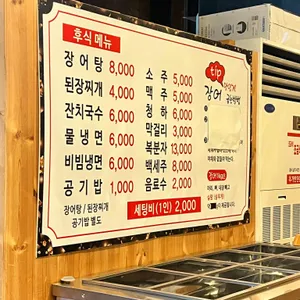 후식메뉴
장어탕 8,000
된장찌개 4,000
잔치국수 6,000
물냉면 6,000
비빔냉면 6,000
공기밥 1,000
장어탕 / 된장찌개
공기밥 별도
소주 5,000
맥주 5,000
청하 6,000
막걸리 3,000
복분자 13,000
백세주 8,000
음료수 2,000
세팅비(1인) 2,000
tip
장어